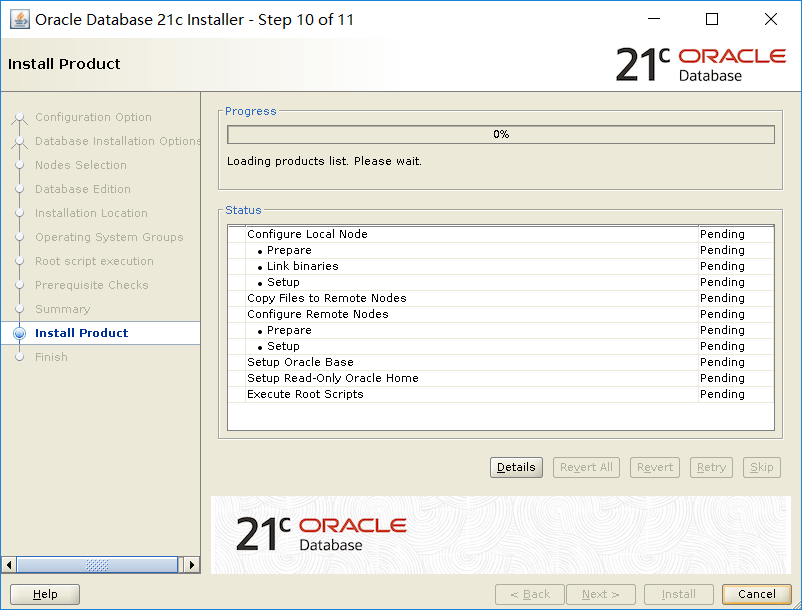 Oracle Database 21c Installer - Step 10 of 11
Install Product
21c ORACLE
Database
Configuration Option
Database Installation Options
Nodes Selection
Database Edition
Installation Location
Operating System Groups
Root script execution
Prerequisite Checks
Summary
Install Product
Finish
Progress
0%
Loading products list. Please wait.
Status
Configure Local Node Pending
• Prepare Pending
• Link binaries Pending
• Setup Pending
Copy Files to Remote Nodes Pending
Configure Remote Nodes Pending
• Prepare Pending
• Setup Pending
Setup Oracle Base Pending
Setup Read-Only Oracle Home Pending
Execute Root Scripts Pending
Details Revert All Revert Retry Skip
21c ORACLE
Database
Help < Back Next > Install Cancel